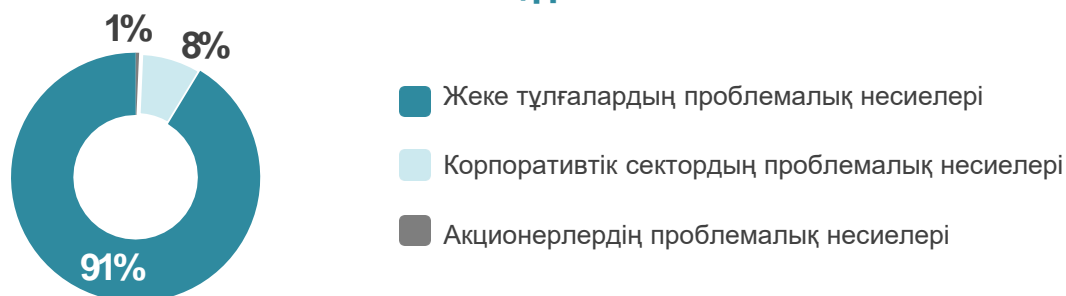 1%
8%
91%
Жеке тұлғалардың проблемалық несиелері
Корпоративтік сектордың проблемалық несиелері
Акционерлердің проблемалық несиелері